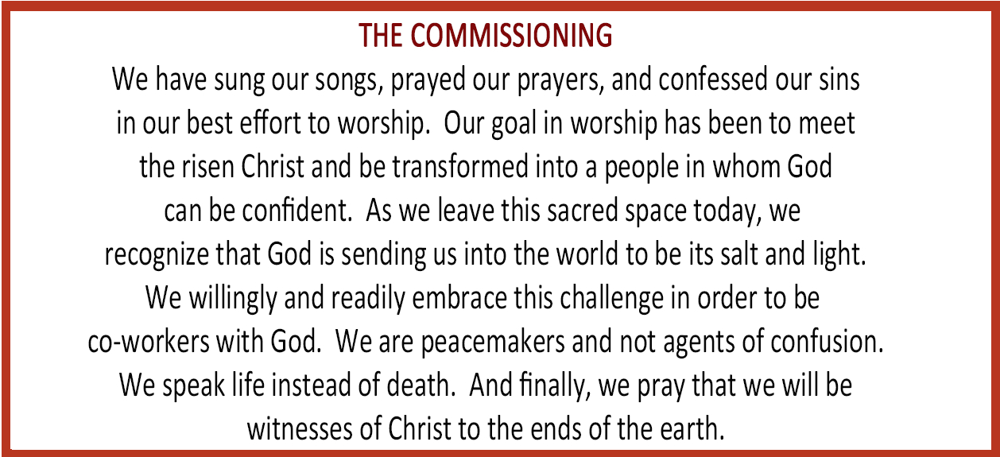 THE COMMISSIONING
We have sung our songs, prayed our prayers, and confessed our sins
in our best effort to worship.  Our goal in worship has been to meet
the risen Christ and be transformed into a people in whom God
can be confident.  As we leave this sacred space today, we
recognize that God is sending us into the world to be its salt and light.
We willingly and readily embrace this challenge in order to be
co-workers with God.  We are peacemakers and not agents of confusion.
We speak life instead of death.  And finally, we pray that we will be
witnesses of Christ to the ends of the earth.